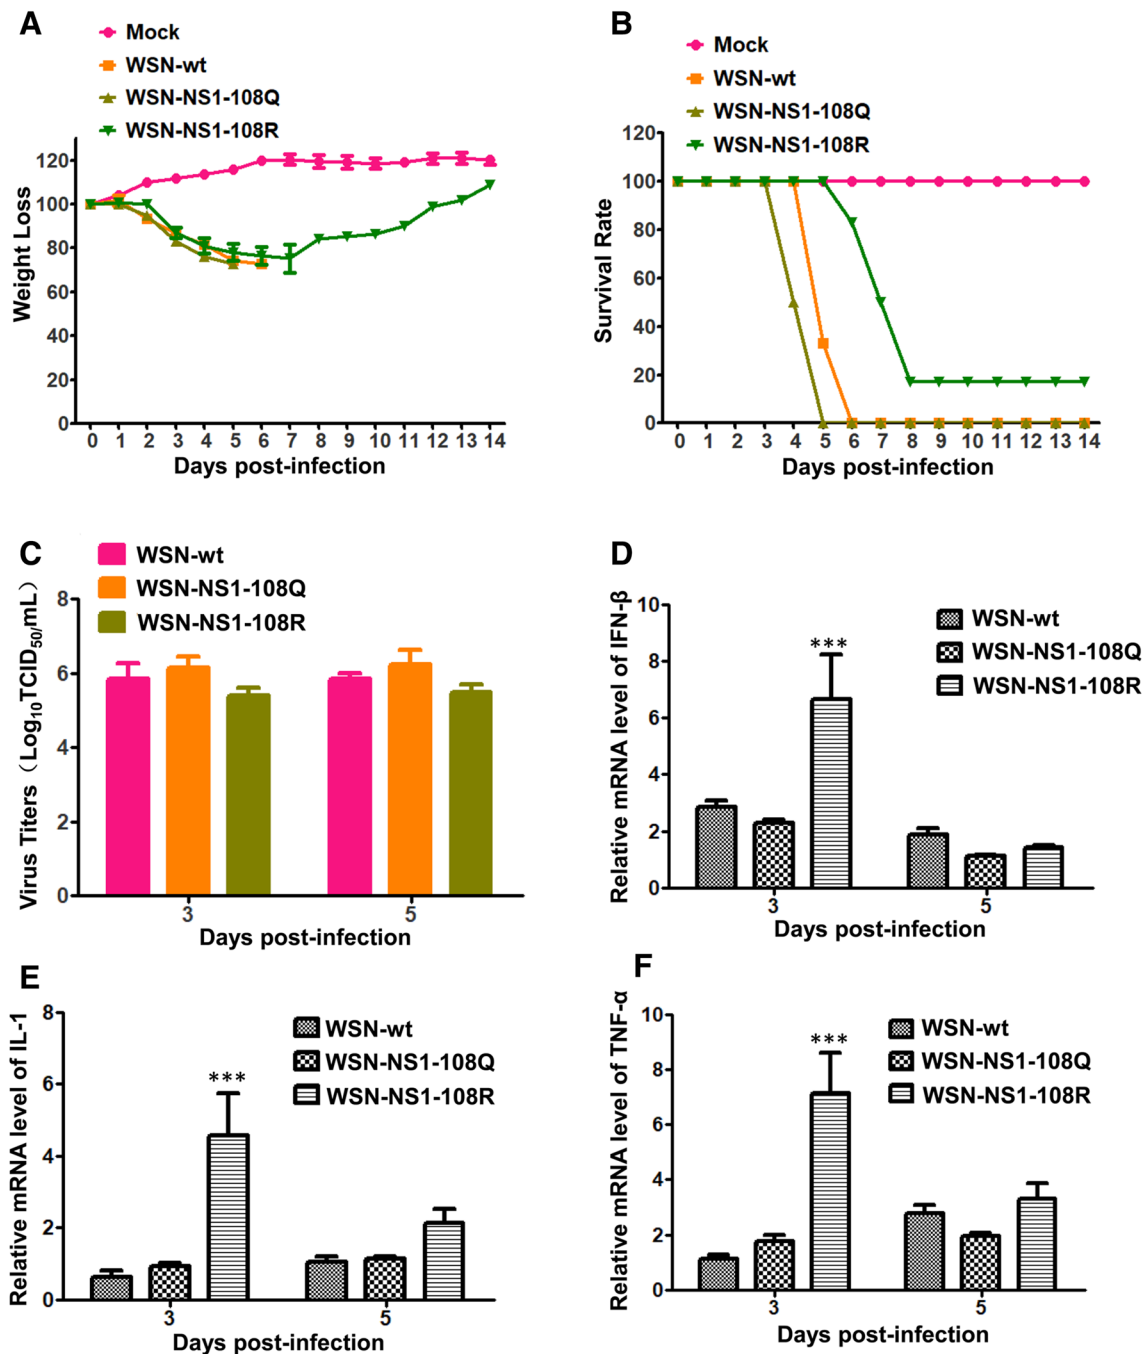 A
Mock
WSN-wt
WSN-NS1-108Q
WSN-NS1-108R
Weight Loss
120
100
80
60
40
20
0
0 1 2 3 4 5 6 7 8 9 10 11 12 13 14
Days post-infection
B
Mock
WSN-wt
WSN-NS1-108Q
WSN-NS1-108R
Survival Rate
120
100
80
60
40
20
0
0 1 2 3 4 5 6 7 8 9 10 11 12 13 14
Days post-infection
C
WSN-wt
WSN-NS1-108Q
WSN-NS1-108R
Virus Titers（Log10TCID50/mL）
8
6
4
2
0
3 5
Days post-infection
D
WSN-wt
WSN-NS1-108Q
WSN-NS1-108R
Relative mRNA level of IFN-β
10
8
6
4
2
0
***
3 5
Days post-infection
E
WSN-wt
WSN-NS1-108Q
WSN-NS1-108R
Relative mRNA level of IL-1
8
6
4
2
0
***
3 5
Days post-infection
F
WSN-wt
WSN-NS1-108Q
WSN-NS1-108R
Relative mRNA level of TNF-α
10
8
6
4
2
0
***
3 5
Days post-infection